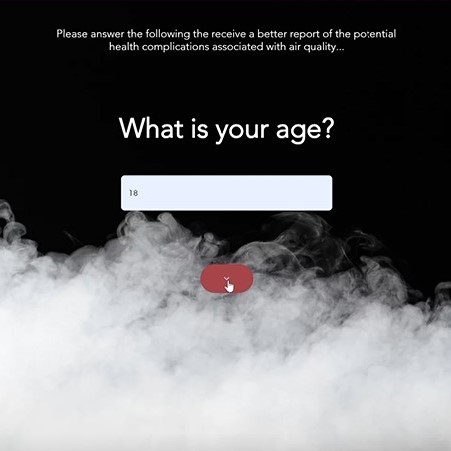 Please answer the following the receive a better report of the potential
health complications associated with air quality...
What is your age?
18